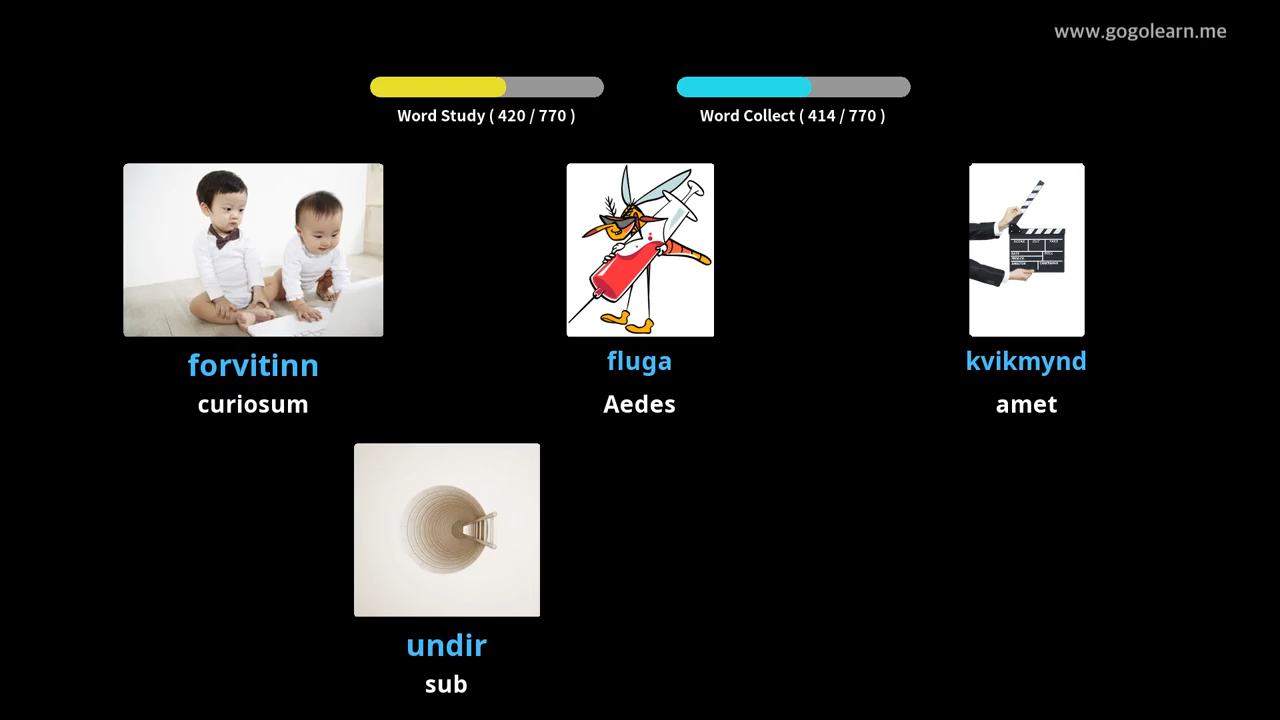 www.gogolearn.me
Word Study ( 420 / 770 )
Word Collect ( 414 / 770 )
forvitinn
curiosum
fluga
Aedes
kvikmynd
amet
undir
sub